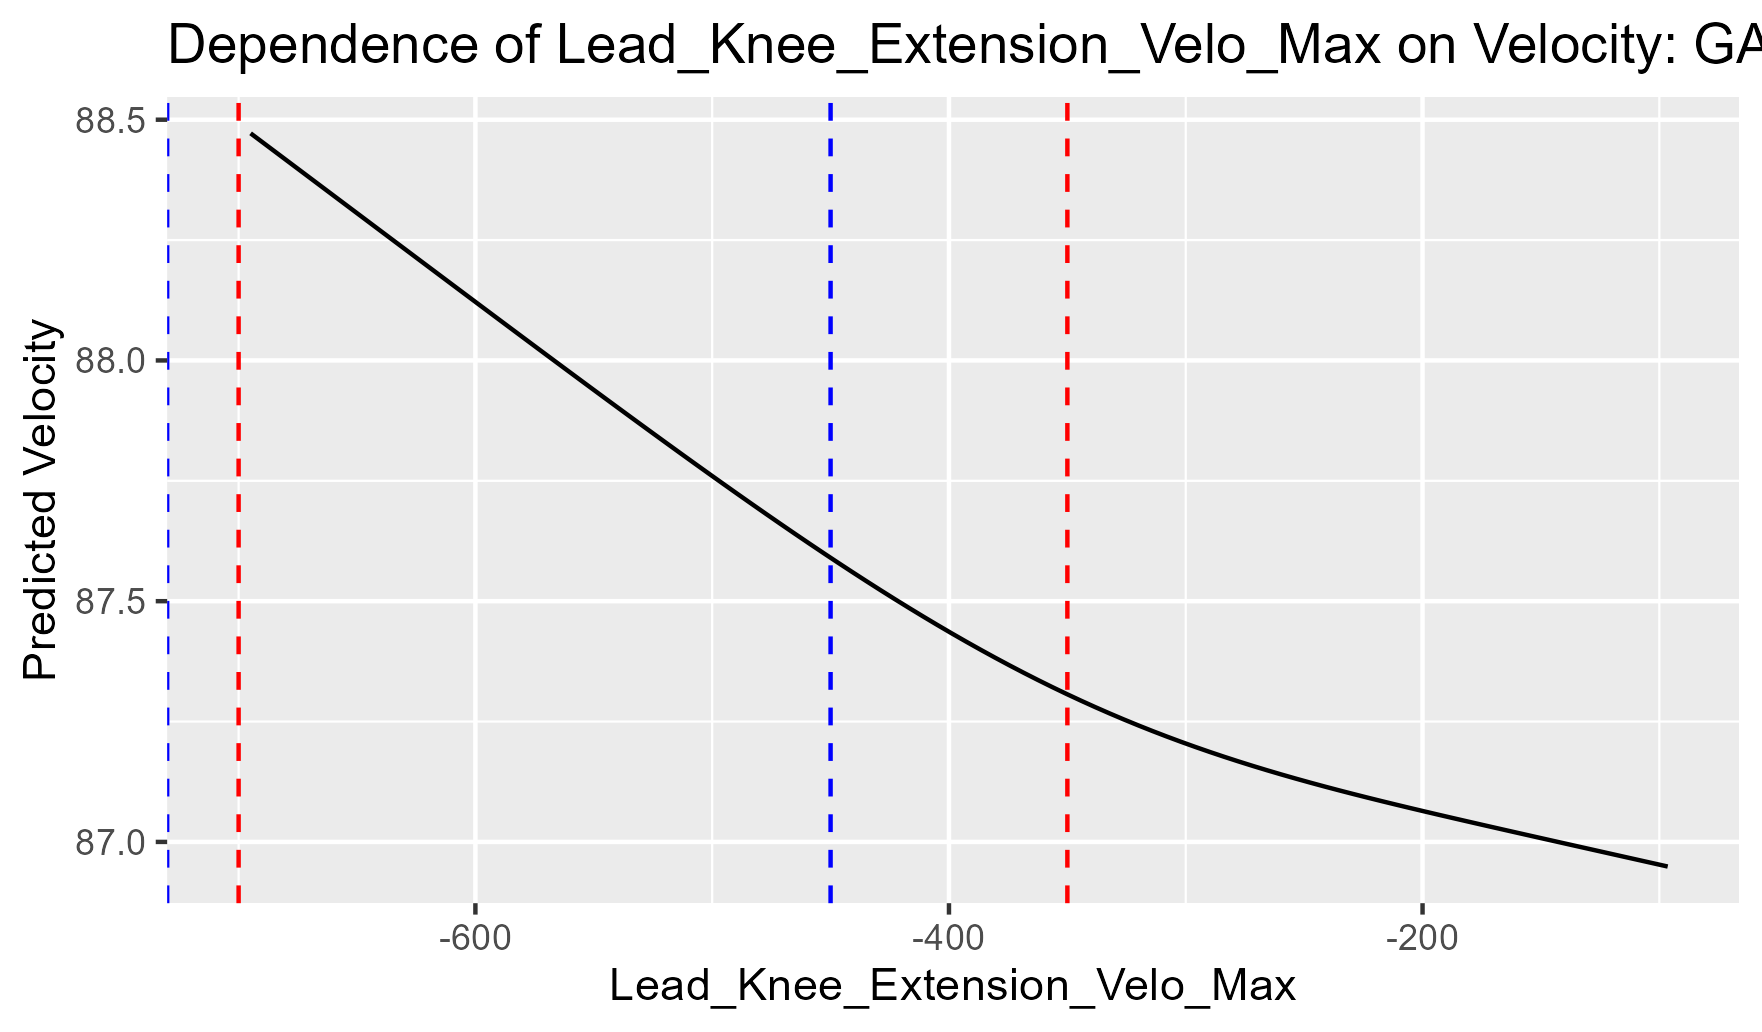 Dependence of Lead_Knee_Extension_Velo_Max on Velocity: GA
88.5
88.0
87.5
87.0
Predicted Velocity
-600
-400
-200
Lead_Knee_Extension_Velo_Max